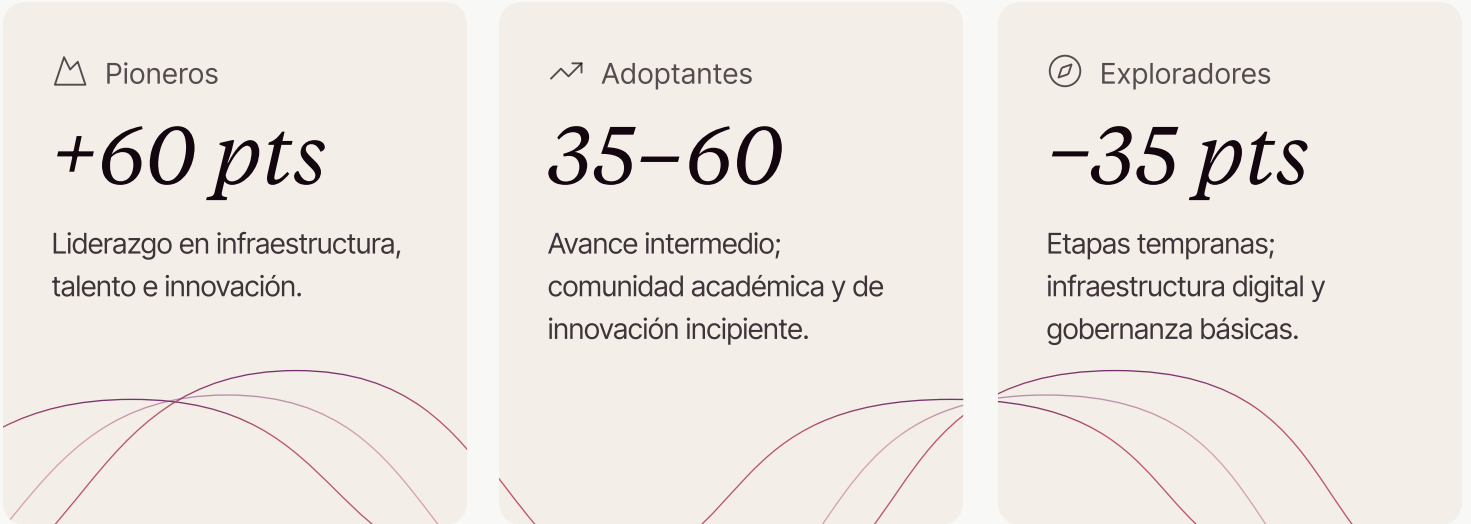 Pioneros
+60 pts
Liderazgo en infraestructura,
talento e innovación.
Adoptantes
35–60
Avance intermedio;
comunidad académica y de
innovación incipiente.
Exploradores
−35 pts
Etapas tempranas;
infraestructura digital y
gobernanza básicas.